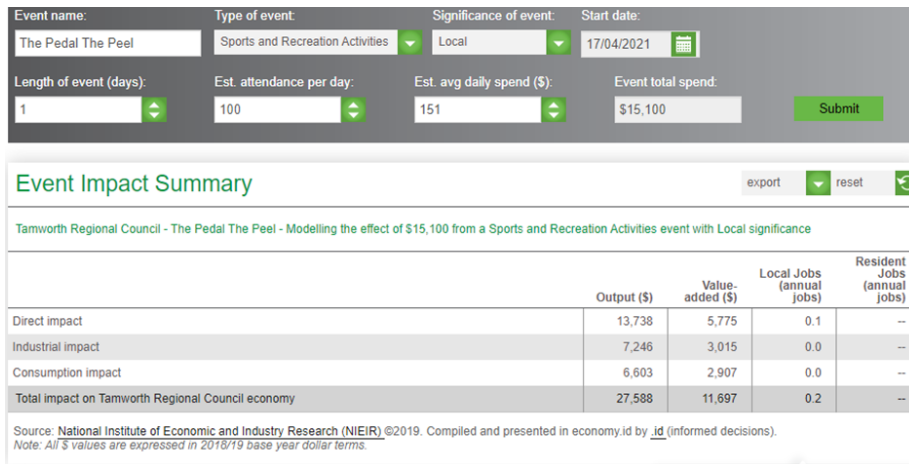 Event name: Type of event: Significance of event: Start date:
The Pedal The Peel Sports and Recreation Activities Local 17/04/2021
Length of event (days): Est. attendance per day: Est. avg daily spend ($): Event total spend:
1 100 151 $15,100 Submit
Event Impact Summary export reset
Tamworth Regional Council - The Pedal The Peel - Modelling the effect of $15,100 from a Sports and Recreation Activities event with Local significance
Output ($) Value-added ($) Local Jobs (annual jobs) Resident Jobs (annual jobs)
Direct impact 13,738 5,775 0.1 --
Industrial impact 7,246 3,015 0.0 --
Consumption impact 6,603 2,907 0.0 --
Total impact on Tamworth Regional Council economy 27,588 11,697 0.2 --
Source: National Institute of Economic and Industry Research (NIEIR) ©2019. Compiled and presented in economy.id by .id (informed decisions).
Note: All $ values are expressed in 2018/19 base year dollar terms.